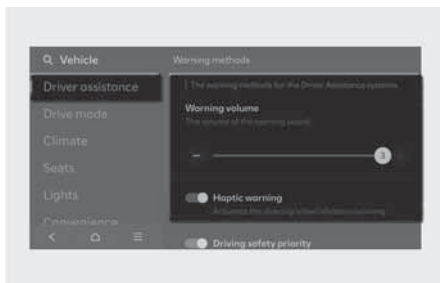 Vehicle
Warning methods
Driver assistance
The warning methods for the Driver Assistance systems
Drive mode
Warning volume
The volume of the warning sound
Climate
3
Seats
Lights
Haptic warning
Convenience
Driving safety priority